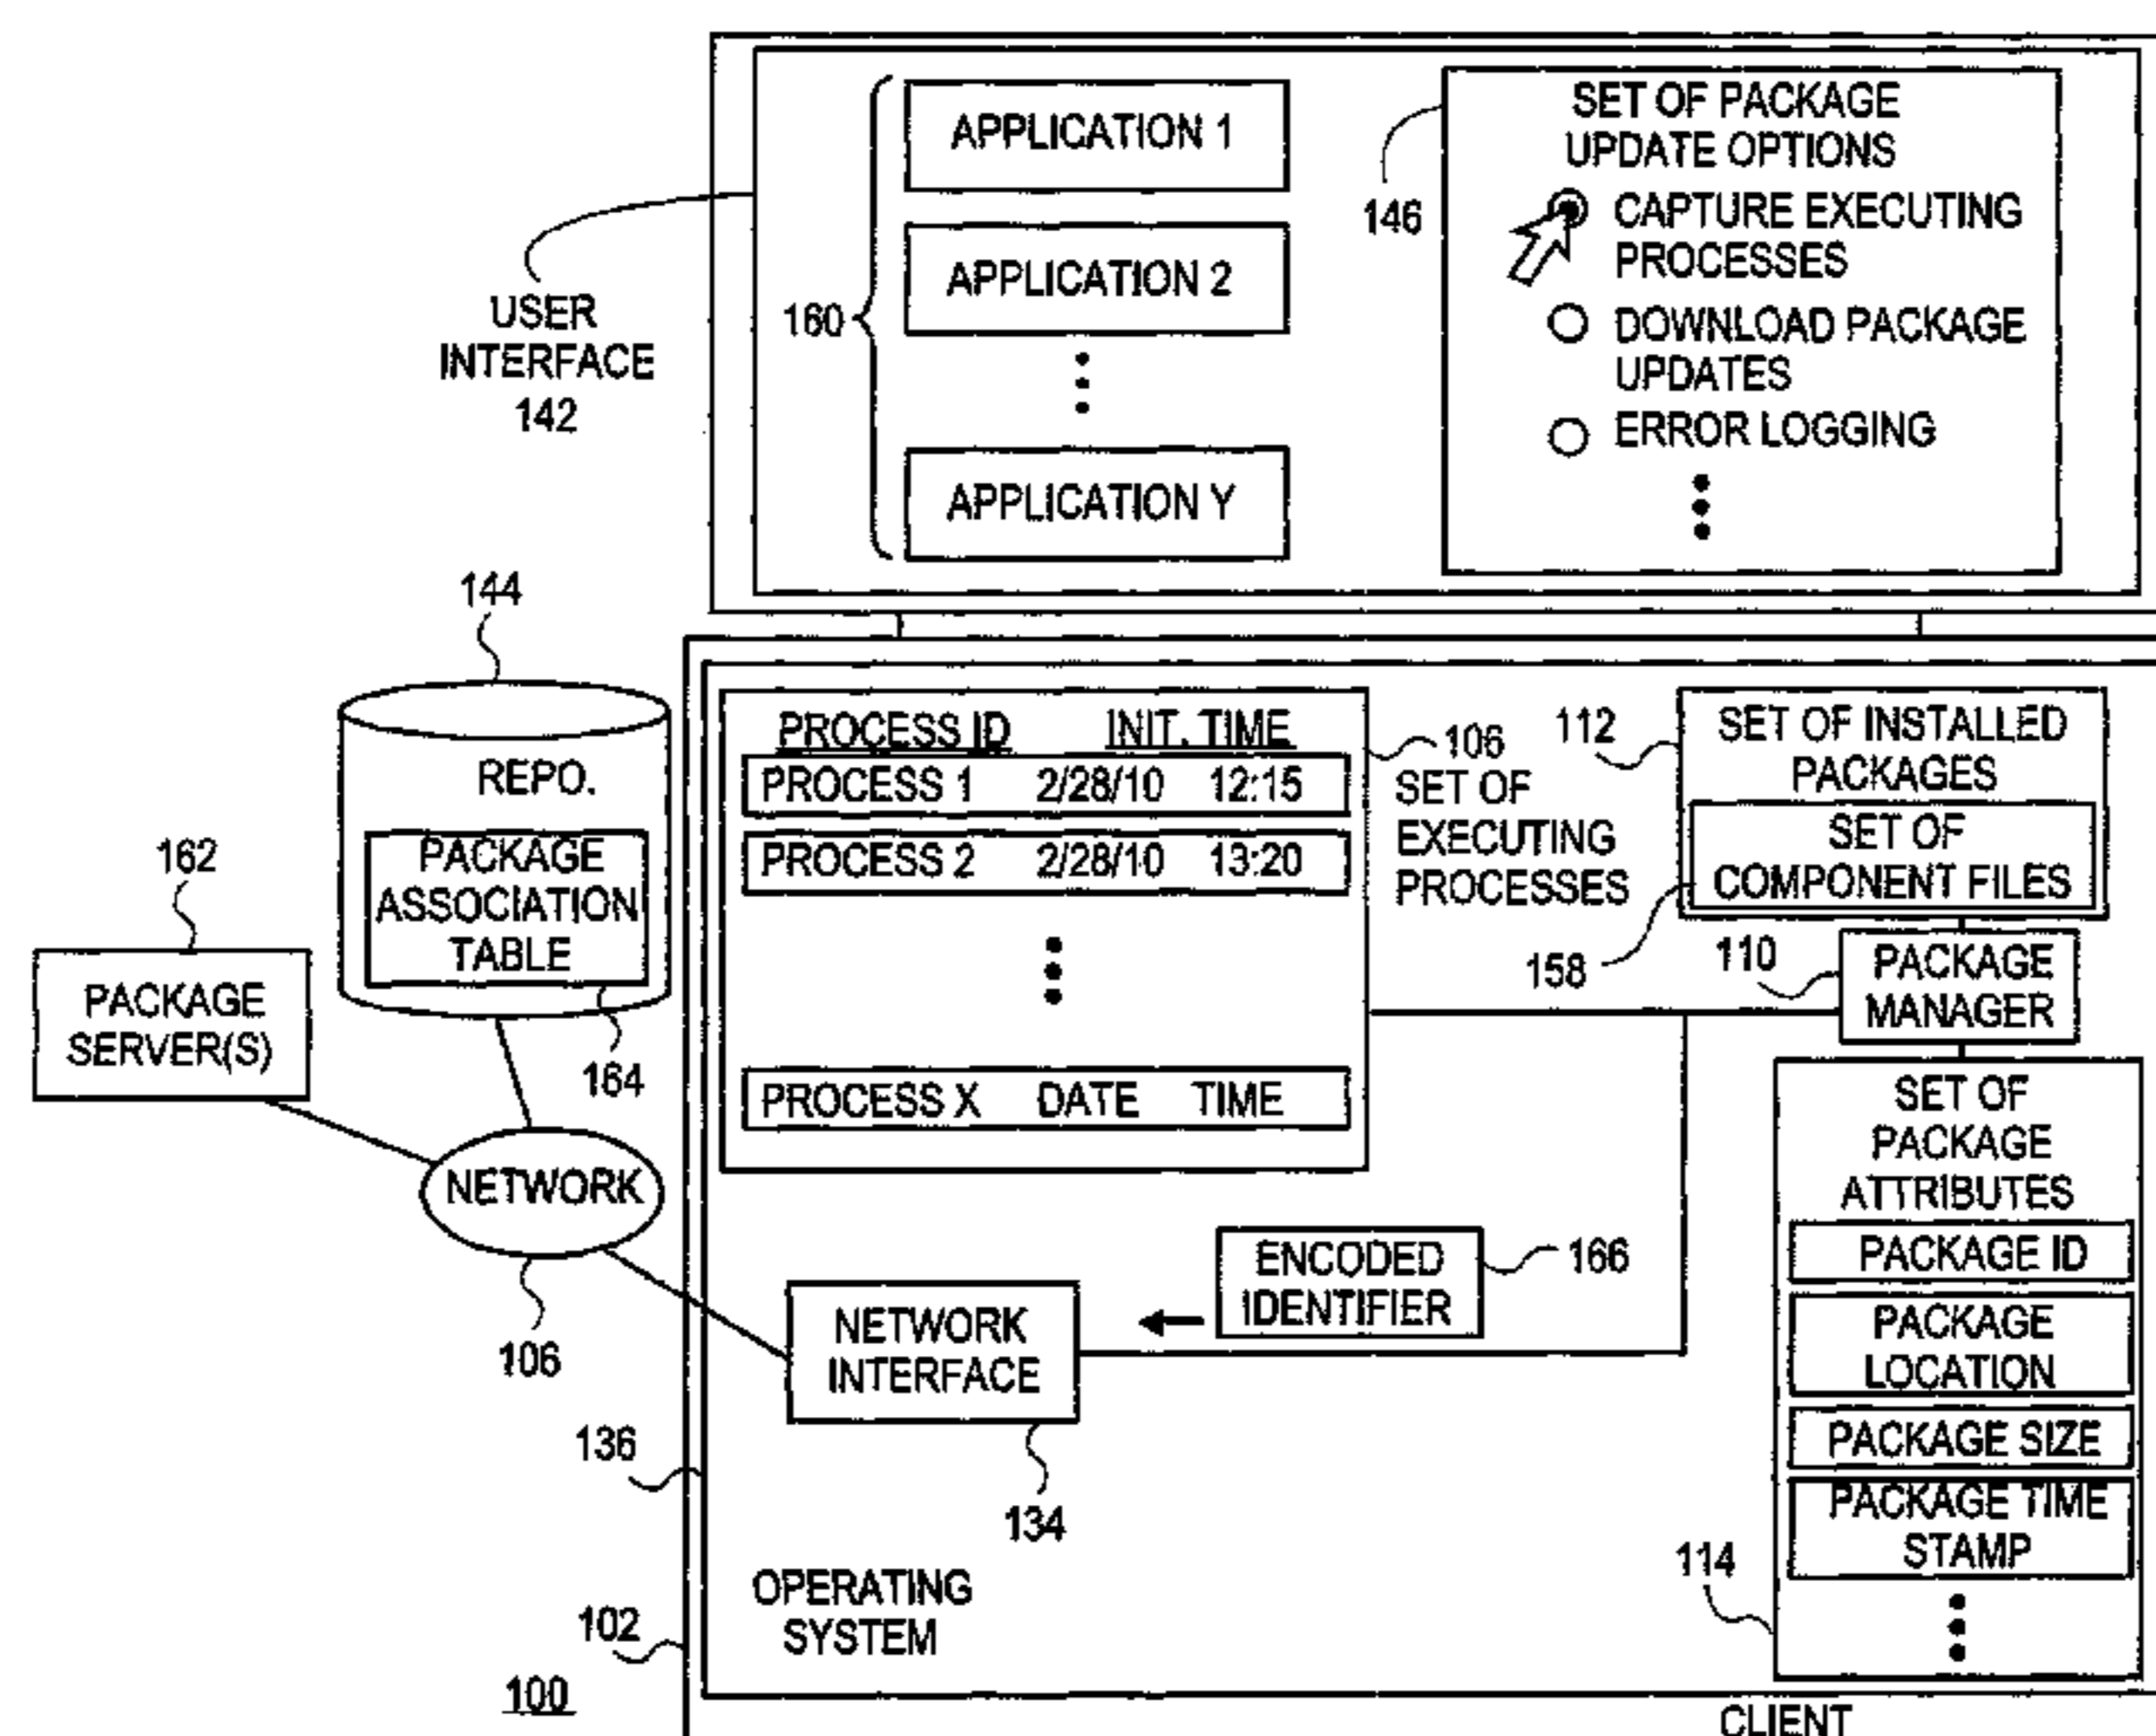 APPLICATION 1
APPLICATION 2
APPLICATION Y
160
USER
INTERFACE
142
SET OF PACKAGE
UPDATE OPTIONS
CAPTURE EXECUTING
PROCESSES
DOWNLOAD PACKAGE
UPDATES
ERROR LOGGING
146
144
REPO.
PACKAGE
ASSOCIATION
TABLE
164
162
PACKAGE
SERVER(S)
NETWORK
106
PROCESS ID INIT. TIME
PROCESS 1 2/28/10 12:15
PROCESS 2 2/28/10 13:20
PROCESS X DATE TIME
106
SET OF
EXECUTING
PROCESSES
112
SET OF INSTALLED
PACKAGES
SET OF
COMPONENT FILES
158
110
PACKAGE
MANAGER
SET OF
PACKAGE
ATTRIBUTES
PACKAGE ID
PACKAGE
LOCATION
PACKAGE SIZE
PACKAGE TIME
STAMP
114
ENCODED
IDENTIFIER
166
NETWORK
INTERFACE
134
136
OPERATING
SYSTEM
102
100
CLIENT